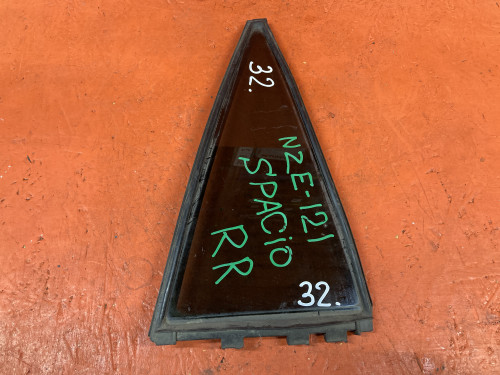 32.
NZE-121
SPACiO
RR
32.